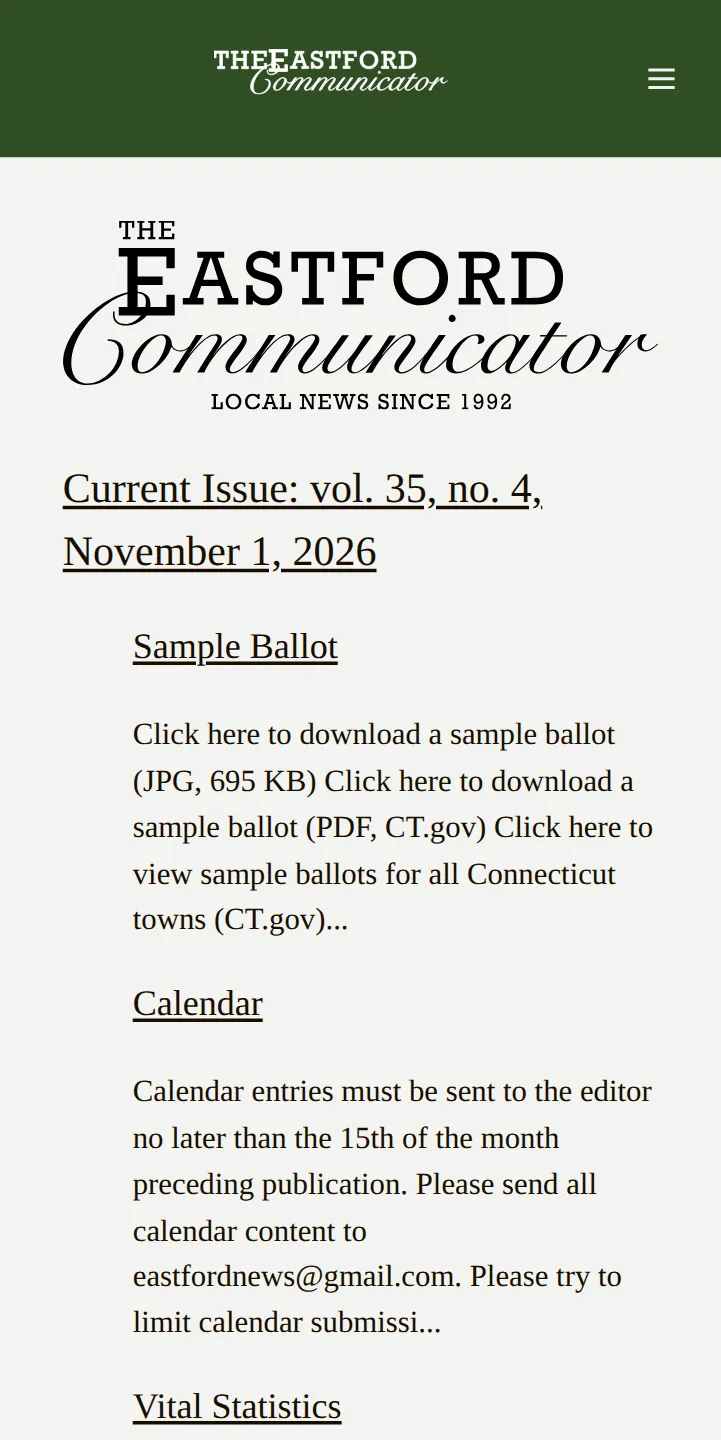 THE EASTFORD
Communicator
THE
EASTFORD
Communicator
LOCAL NEWS SINCE 1992
Current Issue: vol. 35, no. 4,
November 1, 2026
Sample Ballot
Click here to download a sample ballot
(JPG, 695 KB) Click here to download a
sample ballot (PDF, CT.gov) Click here to
view sample ballots for all Connecticut
towns (CT.gov)...
Calendar
Calendar entries must be sent to the editor
no later than the 15th of the month
preceding publication. Please send all
calendar content to
eastfordnews@gmail.com. Please try to
limit calendar submissi...
Vital Statistics